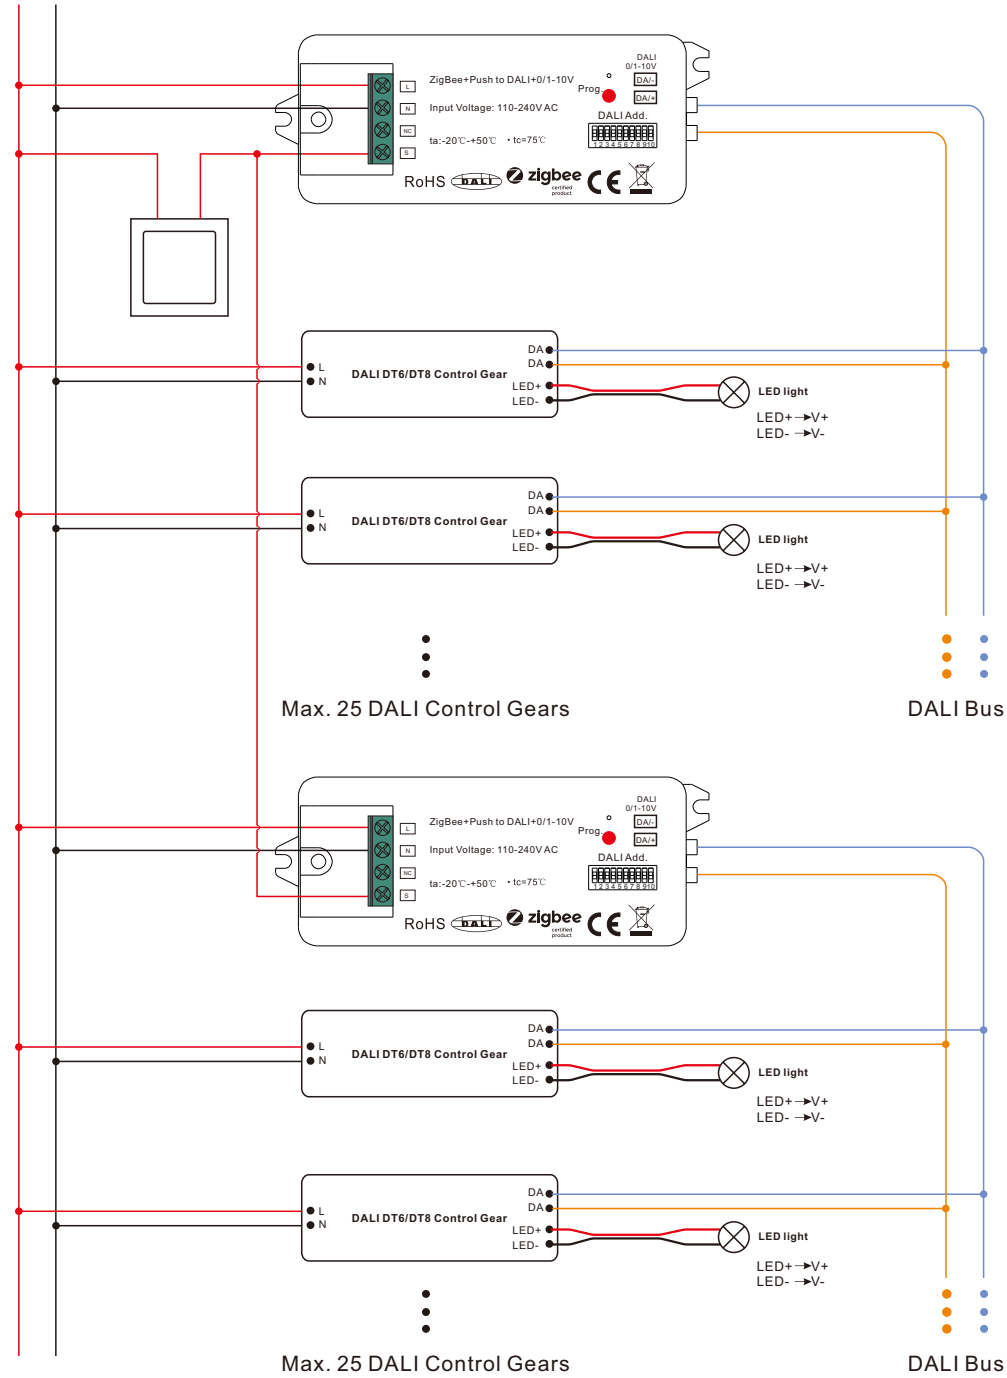 DALI
0/1-10V
ZigBee+Push to DALI+0/1-10V
L
Prog.
DA/-
DA/+
N
Input Voltage: 110-240V AC
DALI Add.
NC
ta:-20℃-+50℃ • tc=75℃
1 2 3 4 5 6 7 8 9 10
S
RoHS DALI zigbee CE
certified
product
DA
DA
L
N
DALI DT6/DT8 Control Gear
LED+
LED-
LED light
LED+→V+
LED- →V-
DA
DA
L
N
DALI DT6/DT8 Control Gear
LED+
LED-
LED light
LED+→V+
LED- →V-
Max. 25 DALI Control Gears
DALI Bus
DALI
0/1-10V
ZigBee+Push to DALI+0/1-10V
L
Prog.
DA/-
DA/+
N
Input Voltage: 110-240V AC
DALI Add.
NC
ta:-20℃-+50℃ • tc=75℃
1 2 3 4 5 6 7 8 9 10
S
RoHS DALI zigbee CE
certified
product
DA
DA
L
N
DALI DT6/DT8 Control Gear
LED+
LED-
LED light
LED+→V+
LED- →V-
DA
DA
L
N
DALI DT6/DT8 Control Gear
LED+
LED-
LED light
LED+→V+
LED- →V-
Max. 25 DALI Control Gears
DALI Bus